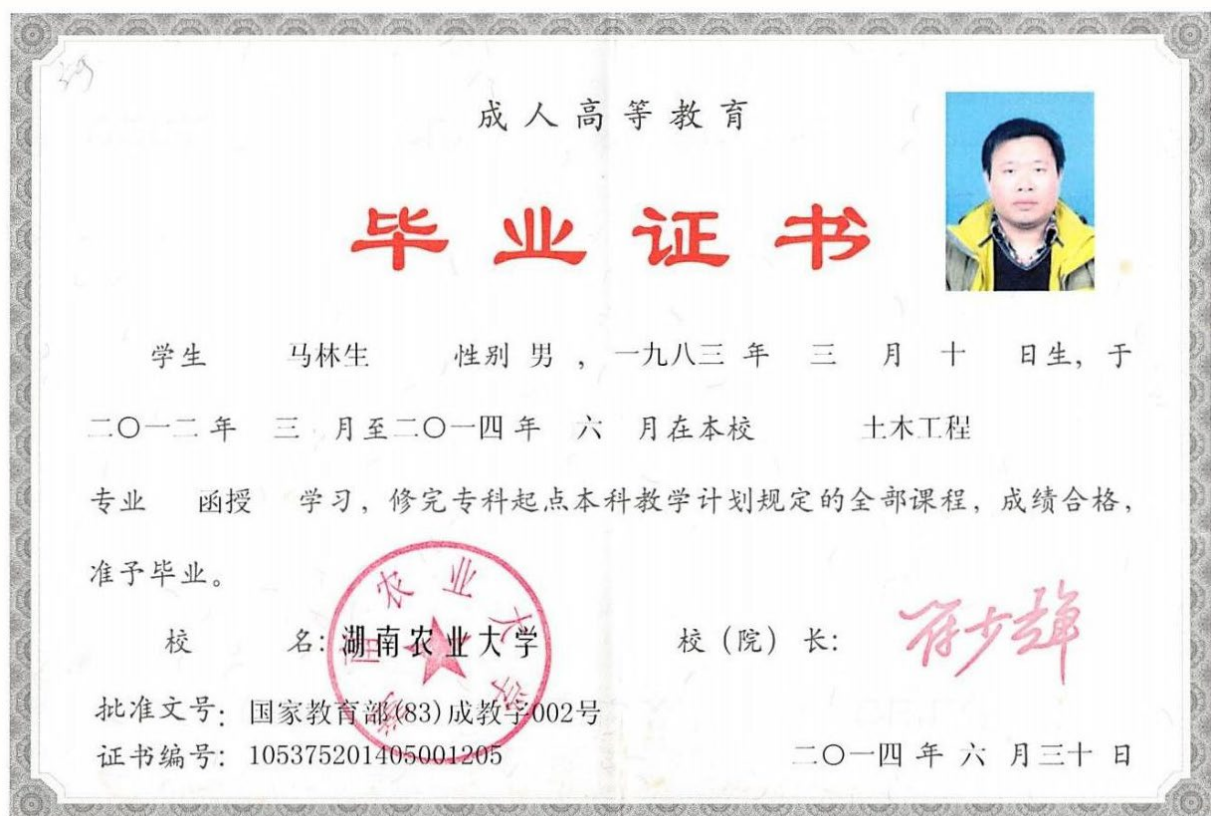 成人高等教育
毕业证书
学生 马林生 性别 男 ，一九八三 年 三 月 十 日生，于
二〇一二 年 三 月至二〇一四 年 六 月在本校 土木工程
专业 函授 学习，修完专科起点本科教学计划规定的全部课程，成绩合格，
准予毕业。
校 名：湖南农业大学 校（院）长：
湖南农业大学
批准文号：国家教育部(83)成教字002号
证书编号：105375201405001205 二〇一四 年 六 月三十 日